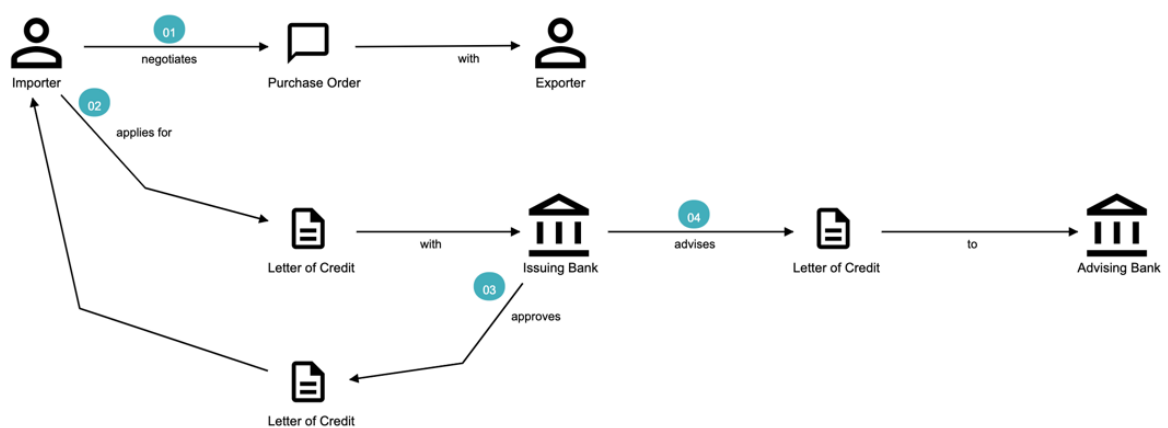 01
negotiates
with
Importer
Purchase Order
Exporter
02
applies for
04
with
advises
to
Letter of Credit
Issuing Bank
Letter of Credit
Advising Bank
03
approves
Letter of Credit